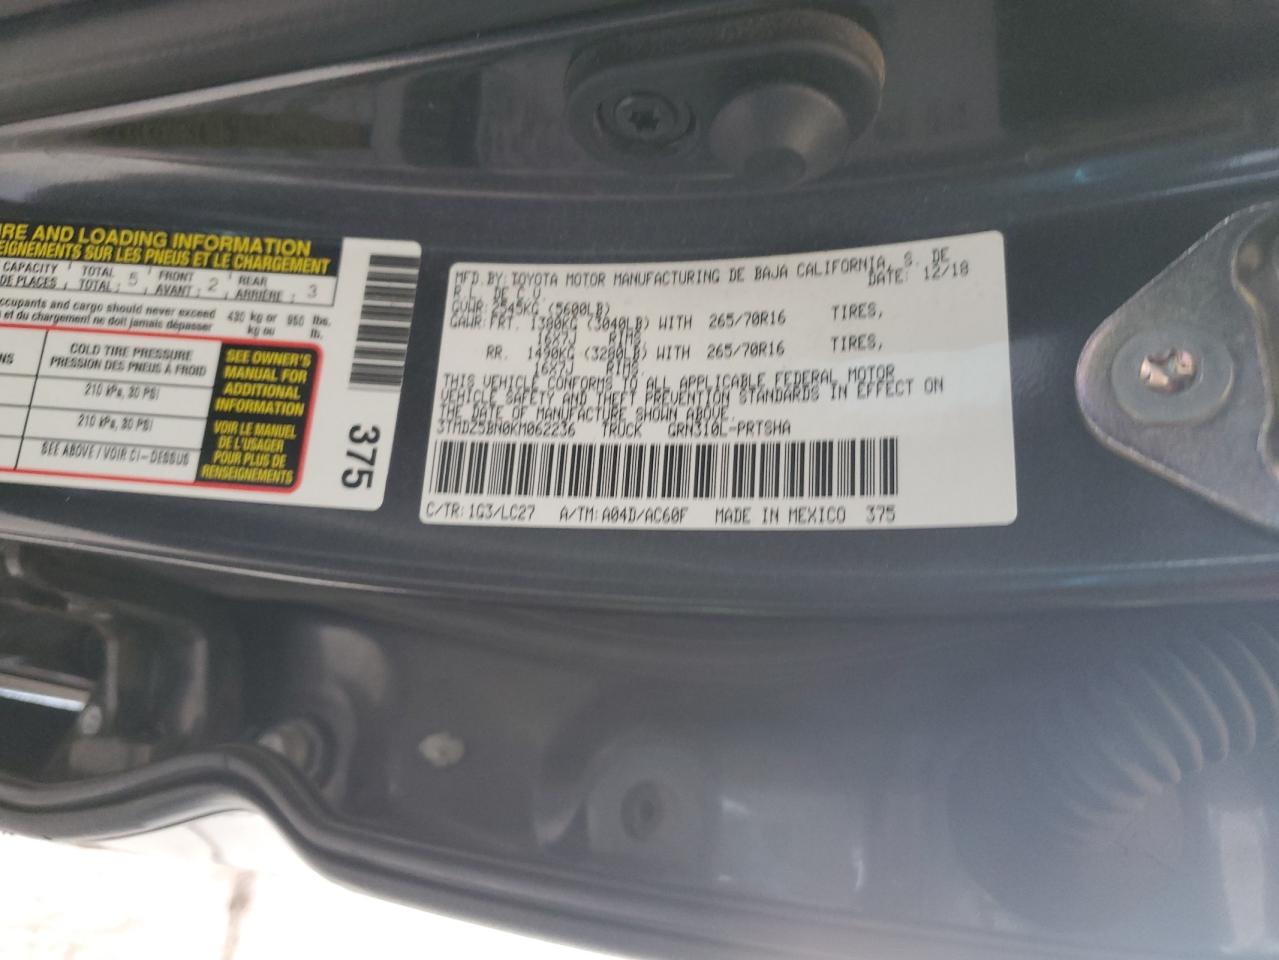 IRE AND LOADING INFORMATION
EIGNEMENTS SUR LES PNEUS ET LE CHARGEMENT
CAPACITY TOTAL 5 FRONT 2 REAR 3
DE PLACES TOTAL: AVANT: ARRIÈRE:
ccupants and cargo should never exceed 430 kg or 950 lbs.
et du chargement ne doit jamais dépasser kg ou lb.
NS COLD TIRE PRESSURE
PRESSION DES PNEUS À FROID
210 kPa, 30 PSI
210 kPa, 30 PSI
SEE ABOVE / VOIR CI-DESSUS
SEE OWNER'S
MANUAL FOR
ADDITIONAL
INFORMATION
VOIR LE MANUEL
DE L'USAGER
POUR PLUS DE
RENSEIGNEMENTS
375
MFD.BY:TOYOTA MOTOR MANUFACTURING DE BAJA CALIFORNIA, S. DE
R.L. DE C.V. DATE: 12/18
GVWR: 2545KG (5600LB)
GAWR:FRT. 1380KG (3040LB) WITH 265/70R16 TIRES,
16X7J RIMS
RR. 1490KG (3280LB) WITH 265/70R16 TIRES,
16X7J RIMS.
THIS VEHICLE CONFORMS TO ALL APPLICABLE FEDERAL MOTOR
VEHICLE SAFETY AND THEFT PREVENTION STANDARDS IN EFFECT ON
THE DATE OF MANUFACTURE SHOWN ABOVE.
3TMDZ5BN0KM062236 TRUCK GRN310L-PRTSHA
C/TR:1G3/LC27 A/TM:A04D/AC60F MADE IN MEXICO 375